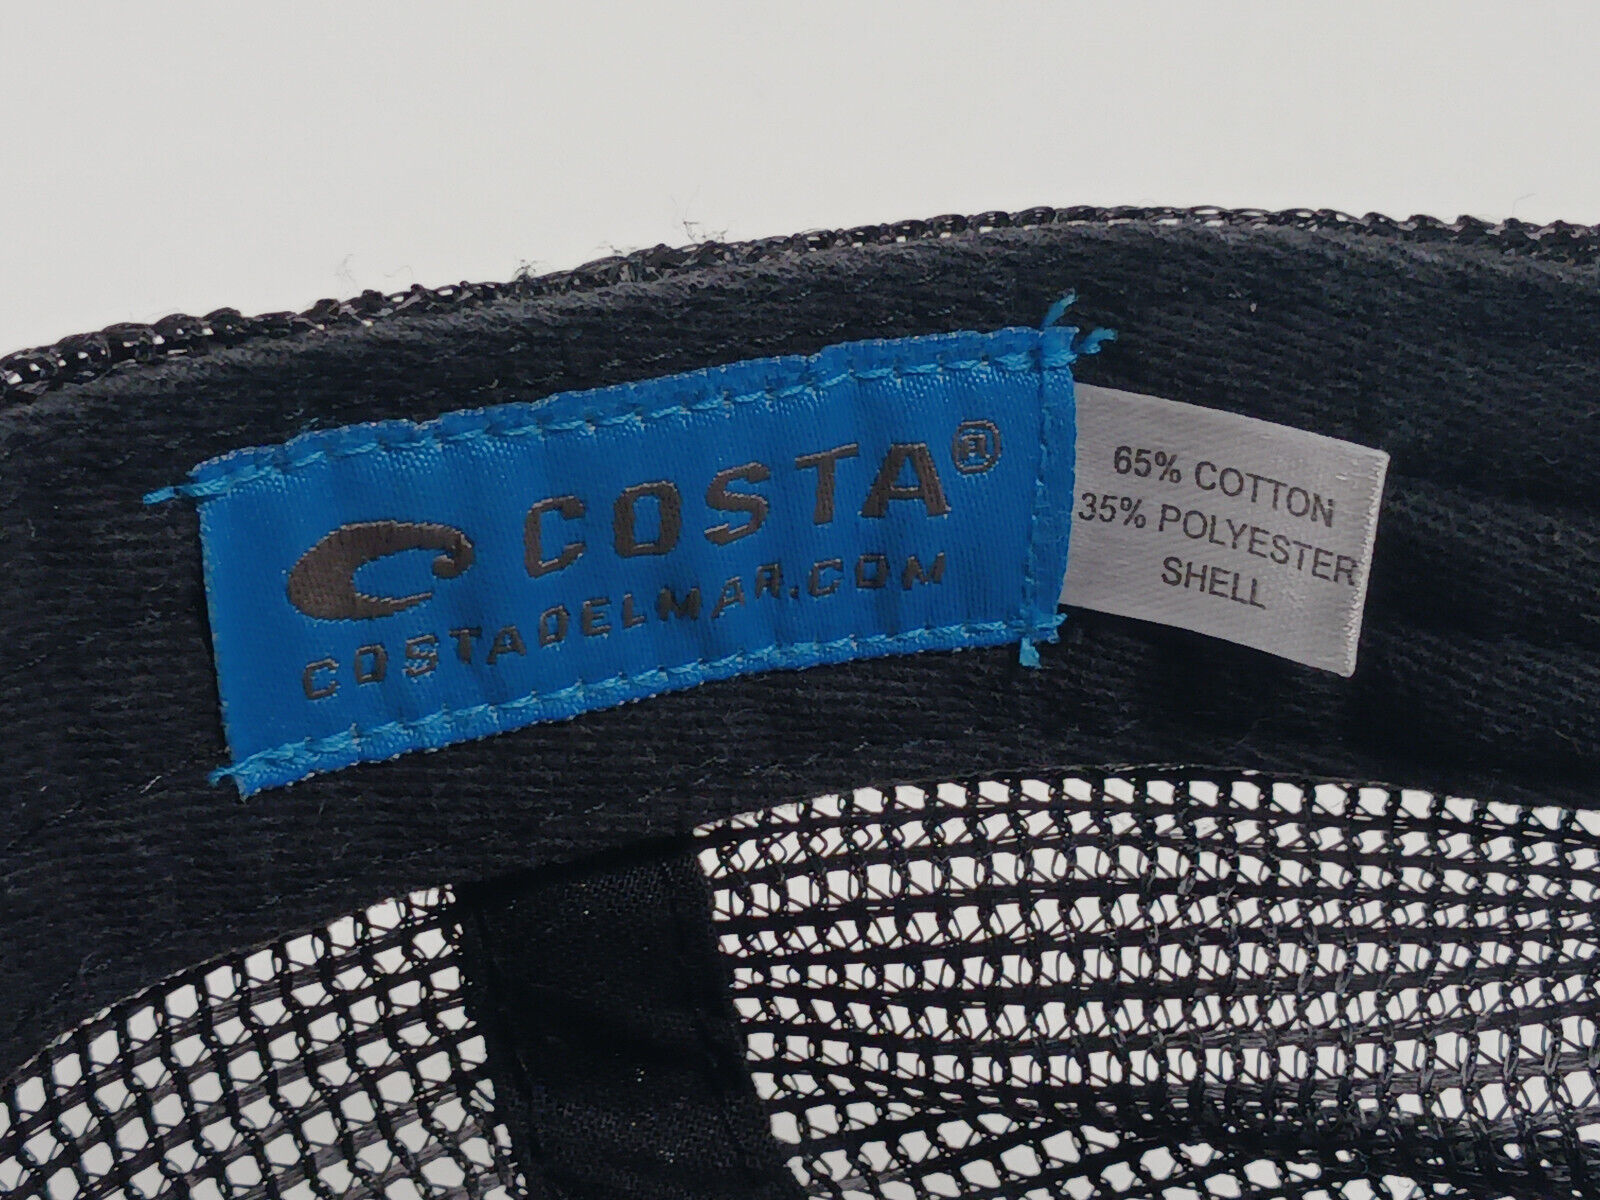 COSTA®
COSTADELMAR.COM
65% COTTON
35% POLYESTER
SHELL